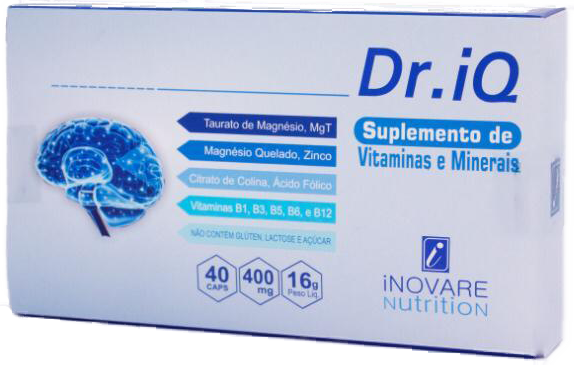 Dr.iQ
Suplemento de
Vitaminas e Minerais
Taurato de Magnésio, MgT
Magnésio Quelado, Zinco
Citrato de Colina, Ácido Fólico
Vitaminas B1, B3, B5, B6, e B12
NÃO CONTÉM GLÚTEN, LACTOSE E AÇÚCAR
40
CAPS
400
mg
16g
Peso Liq.
i
iNOVARE
NutritioN